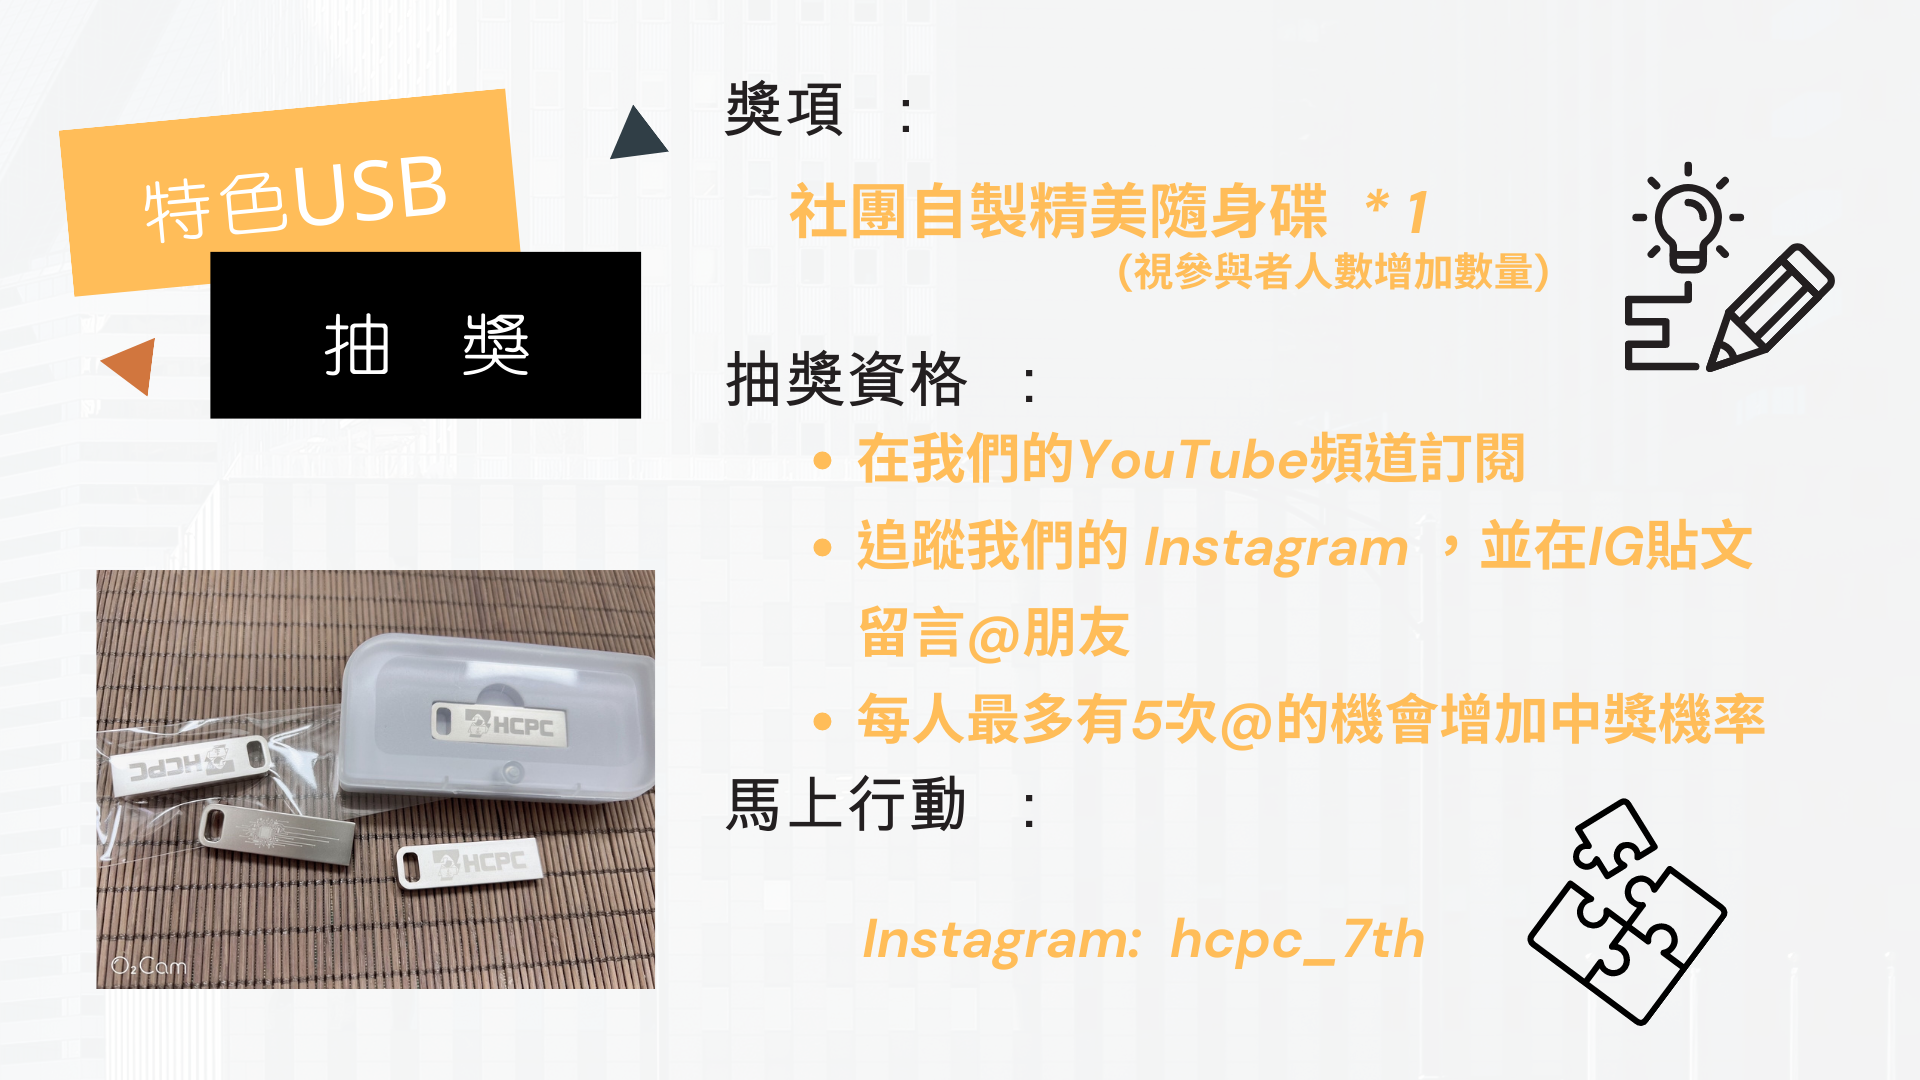 特色USB
抽 獎
獎項 :
社團自製精美隨身碟 * 1
(視參與者人數增加數量)
抽獎資格 :
• 在我們的YouTube頻道訂閱
• 追蹤我們的 Instagram ，並在IG貼文
留言@朋友
• 每人最多有5次@的機會增加中獎機率
馬上行動 :
Instagram: hcpc_7th
HCPC
HCPC
HCPC
O₂Cam